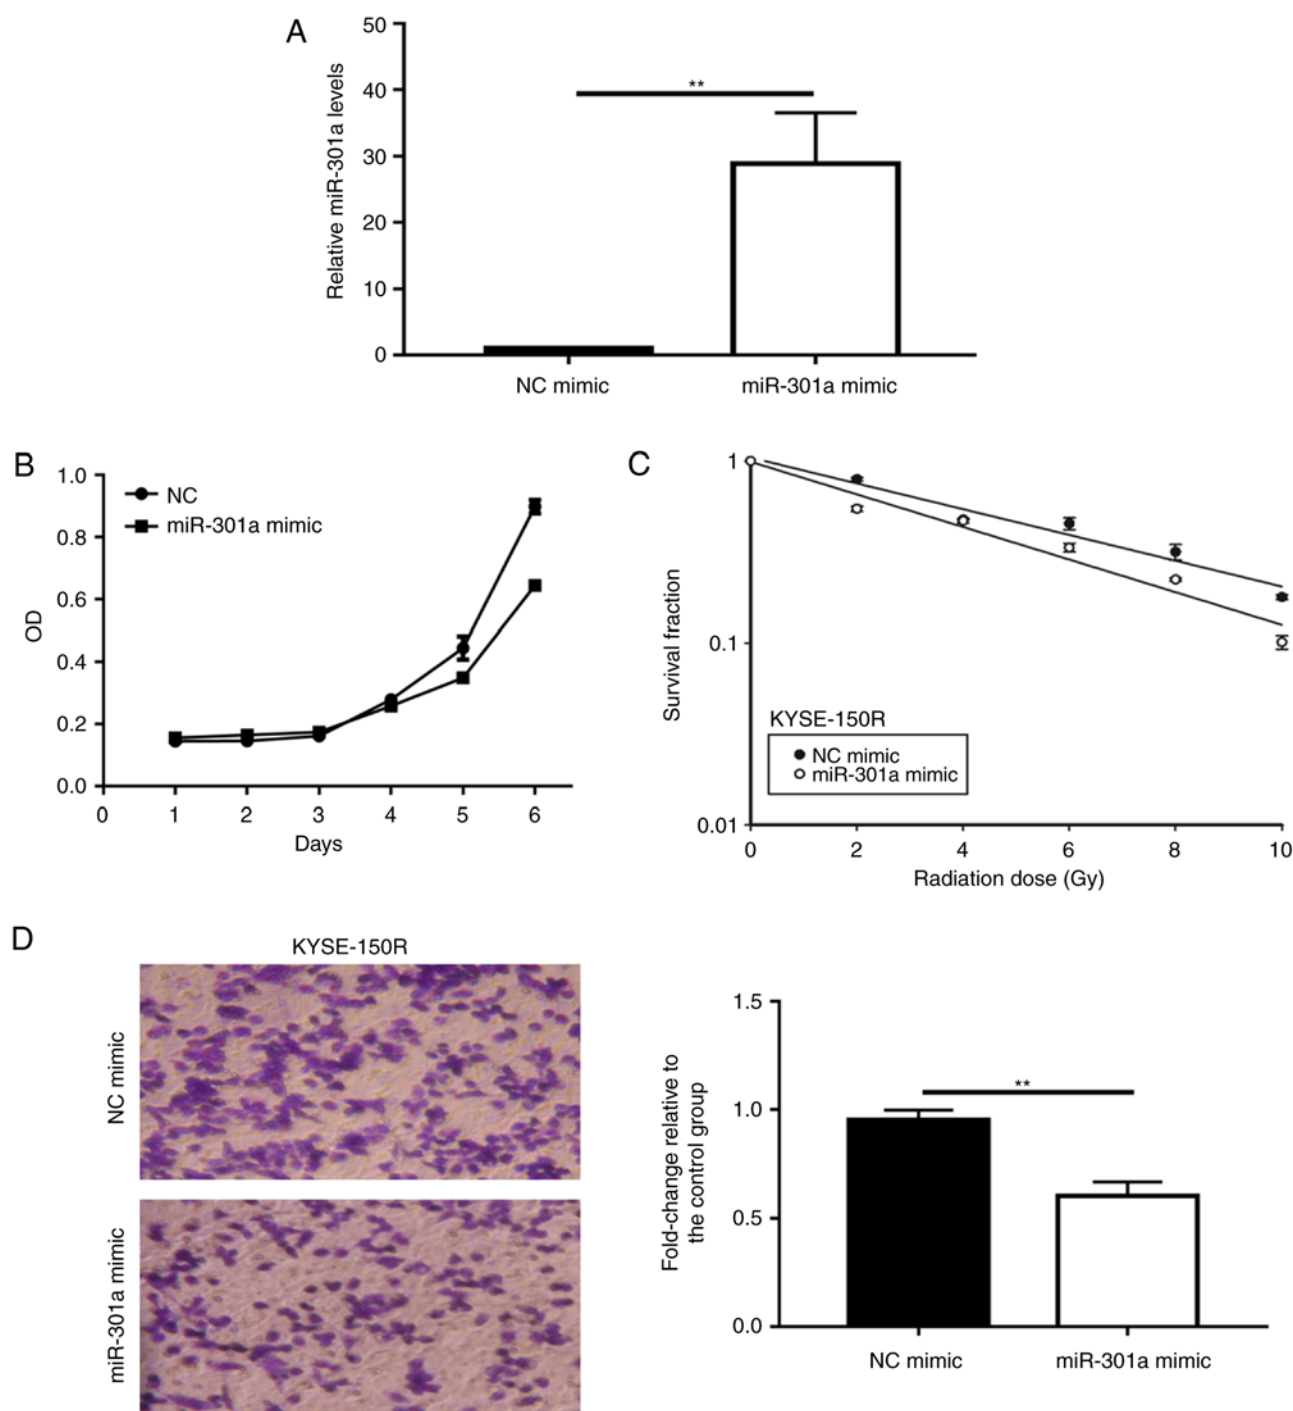 A
50
40
30
20
10
0
Relative miR-301a levels
**
NC mimic
miR-301a mimic
B
1.0
0.8
0.6
0.4
0.2
0.0
OD
NC
miR-301a mimic
0 1 2 3 4 5 6
Days
C
1
0.1
0.01
Survival fraction
KYSE-150R
NC mimic
miR-301a mimic
0 2 4 6 8 10
Radiation dose (Gy)
D
KYSE-150R
NC mimic
miR-301a mimic
1.5
1.0
0.5
0.0
Fold-change relative to
the control group
**
NC mimic
miR-301a mimic